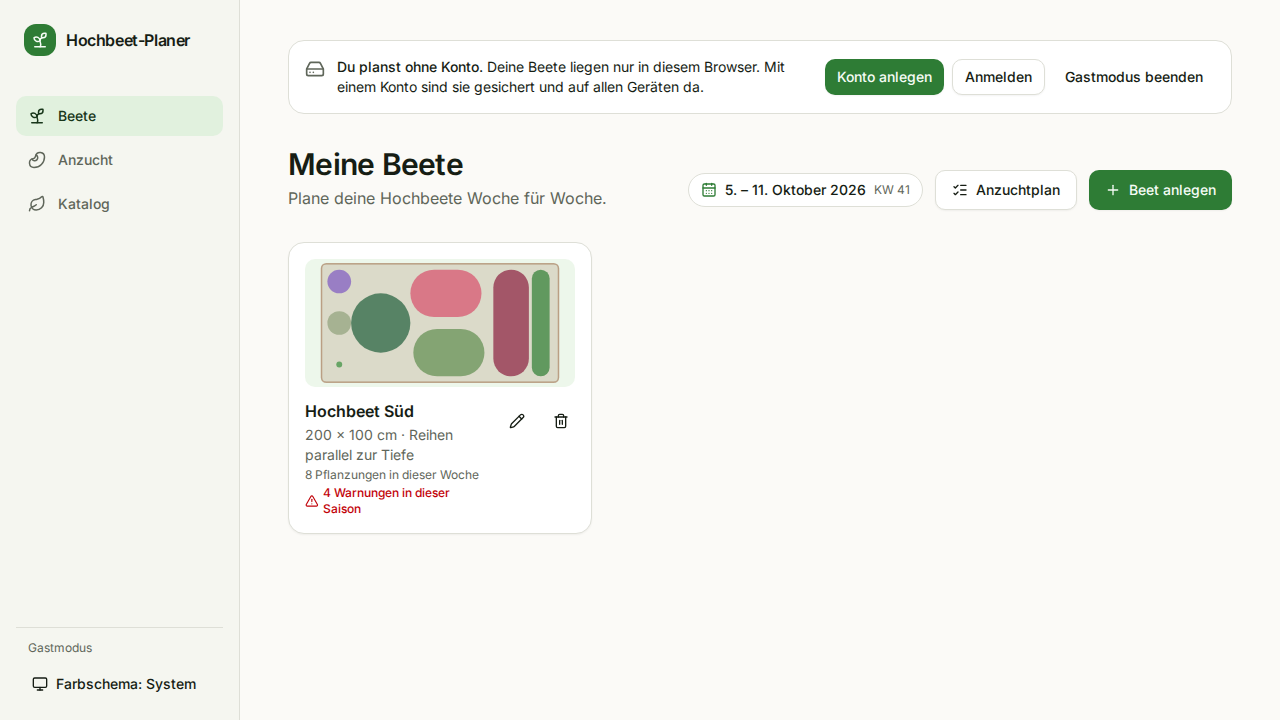 Hochbeet-Planer
Beete
Anzucht
Katalog
Gastmodus
Farbschema: System
Du planst ohne Konto. Deine Beete liegen nur in diesem Browser. Mit
einem Konto sind sie gesichert und auf allen Geräten da.
Konto anlegen
Anmelden
Gastmodus beenden
Meine Beete
Plane deine Hochbeete Woche für Woche.
5. – 11. Oktober 2026 KW 41
Anzuchtplan
Beet anlegen
Hochbeet Süd
200 × 100 cm · Reihen
parallel zur Tiefe
8 Pflanzungen in dieser Woche
4 Warnungen in dieser
Saison